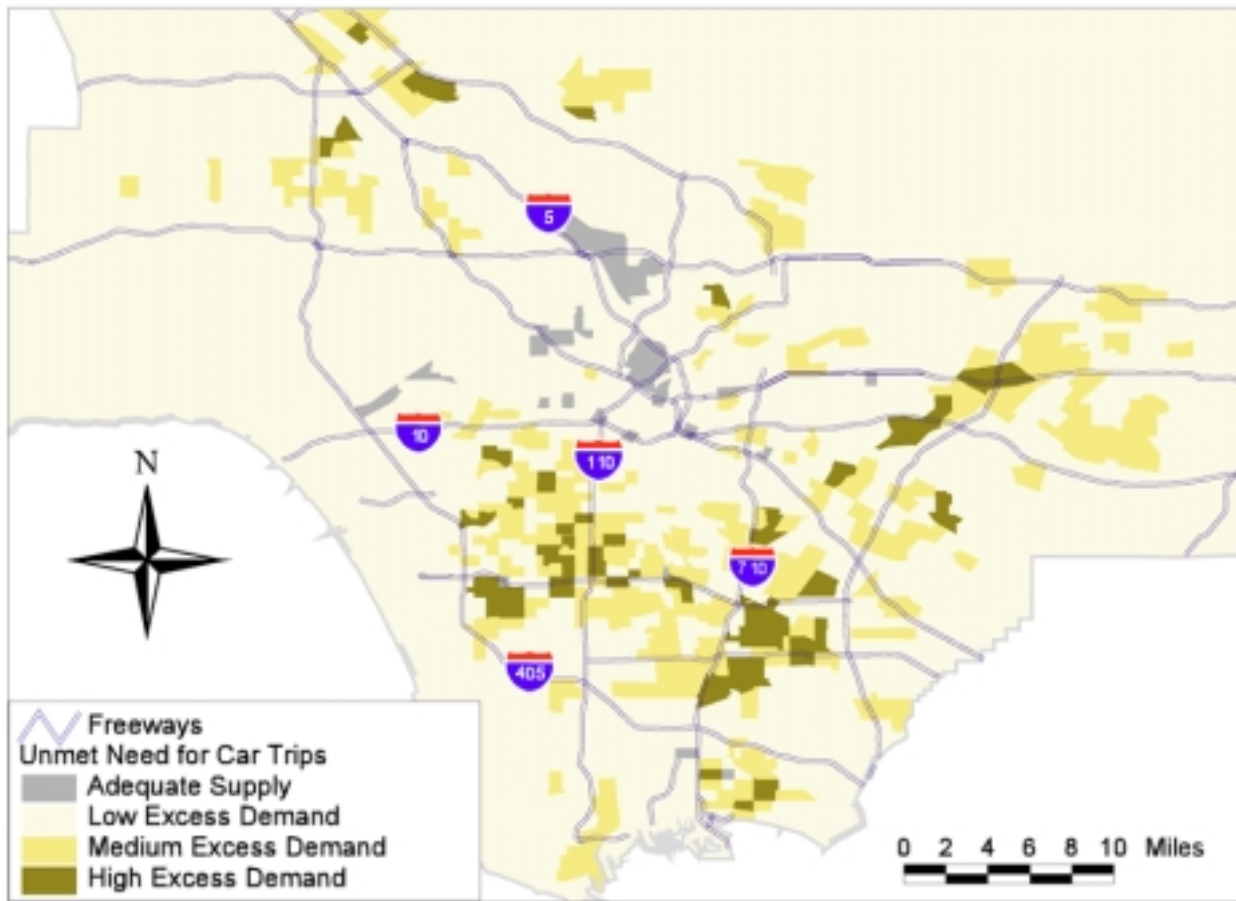 5
10
110
710
405
N
Freeways
Unmet Need for Car Trips
Adequate Supply
Low Excess Demand
Medium Excess Demand
High Excess Demand
0 2 4 6 8 10 Miles